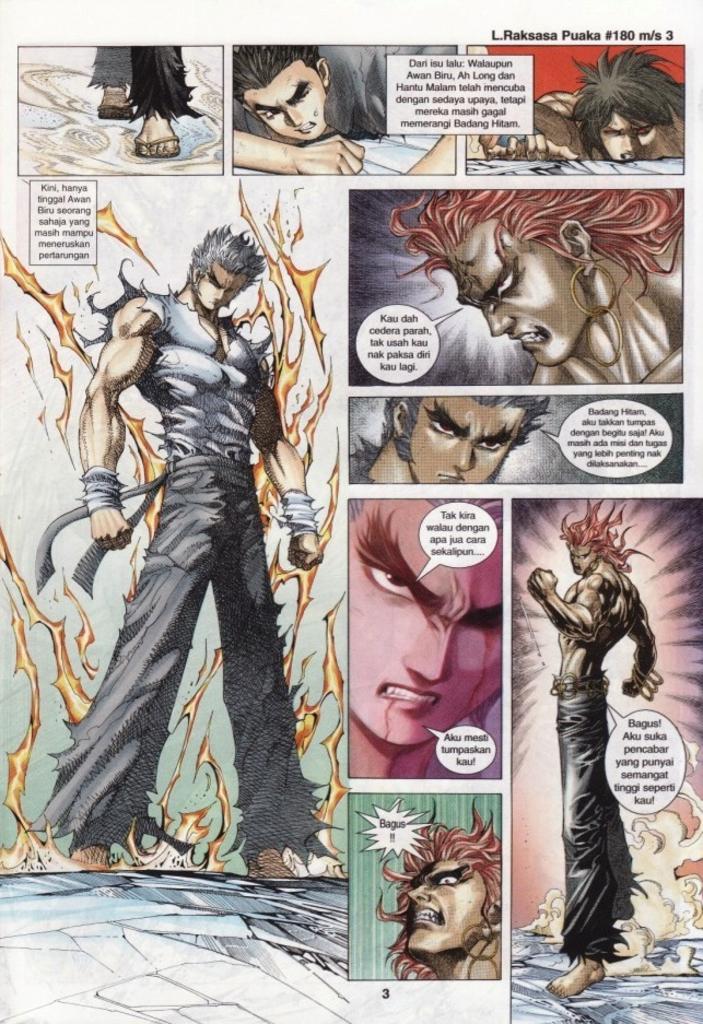 L.Raksasa Puaka #180 m/s 3
Dari isu lalu: Walaupun
Awan Biru, Ah Long dan
Hantu Malam telah mencuba
dengan sedaya upaya, tetapi
mereka masih gagal
memerangi Badang Hitam.
Kini, hanya
tinggal Awan
Biru seorang
sahaja yang
masih mampu
meneruskan
pertarungan
Kau dah
cedera parah,
tak usah kau
nak paksa diri
kau lagi.
Badang Hitam,
aku takkan tumpas
dengan begitu saja! Aku
masih ada misi dan tugas
yang lebih penting nak
dilaksanakan....
Tak kira
walau dengan
apa jua cara
sekalipun....
Aku mesti
tumpaskan
kau!
Bagus
!!
Bagus!
Aku suka
pencabar
yang punyai
semangat
tinggi seperti
kau!
3